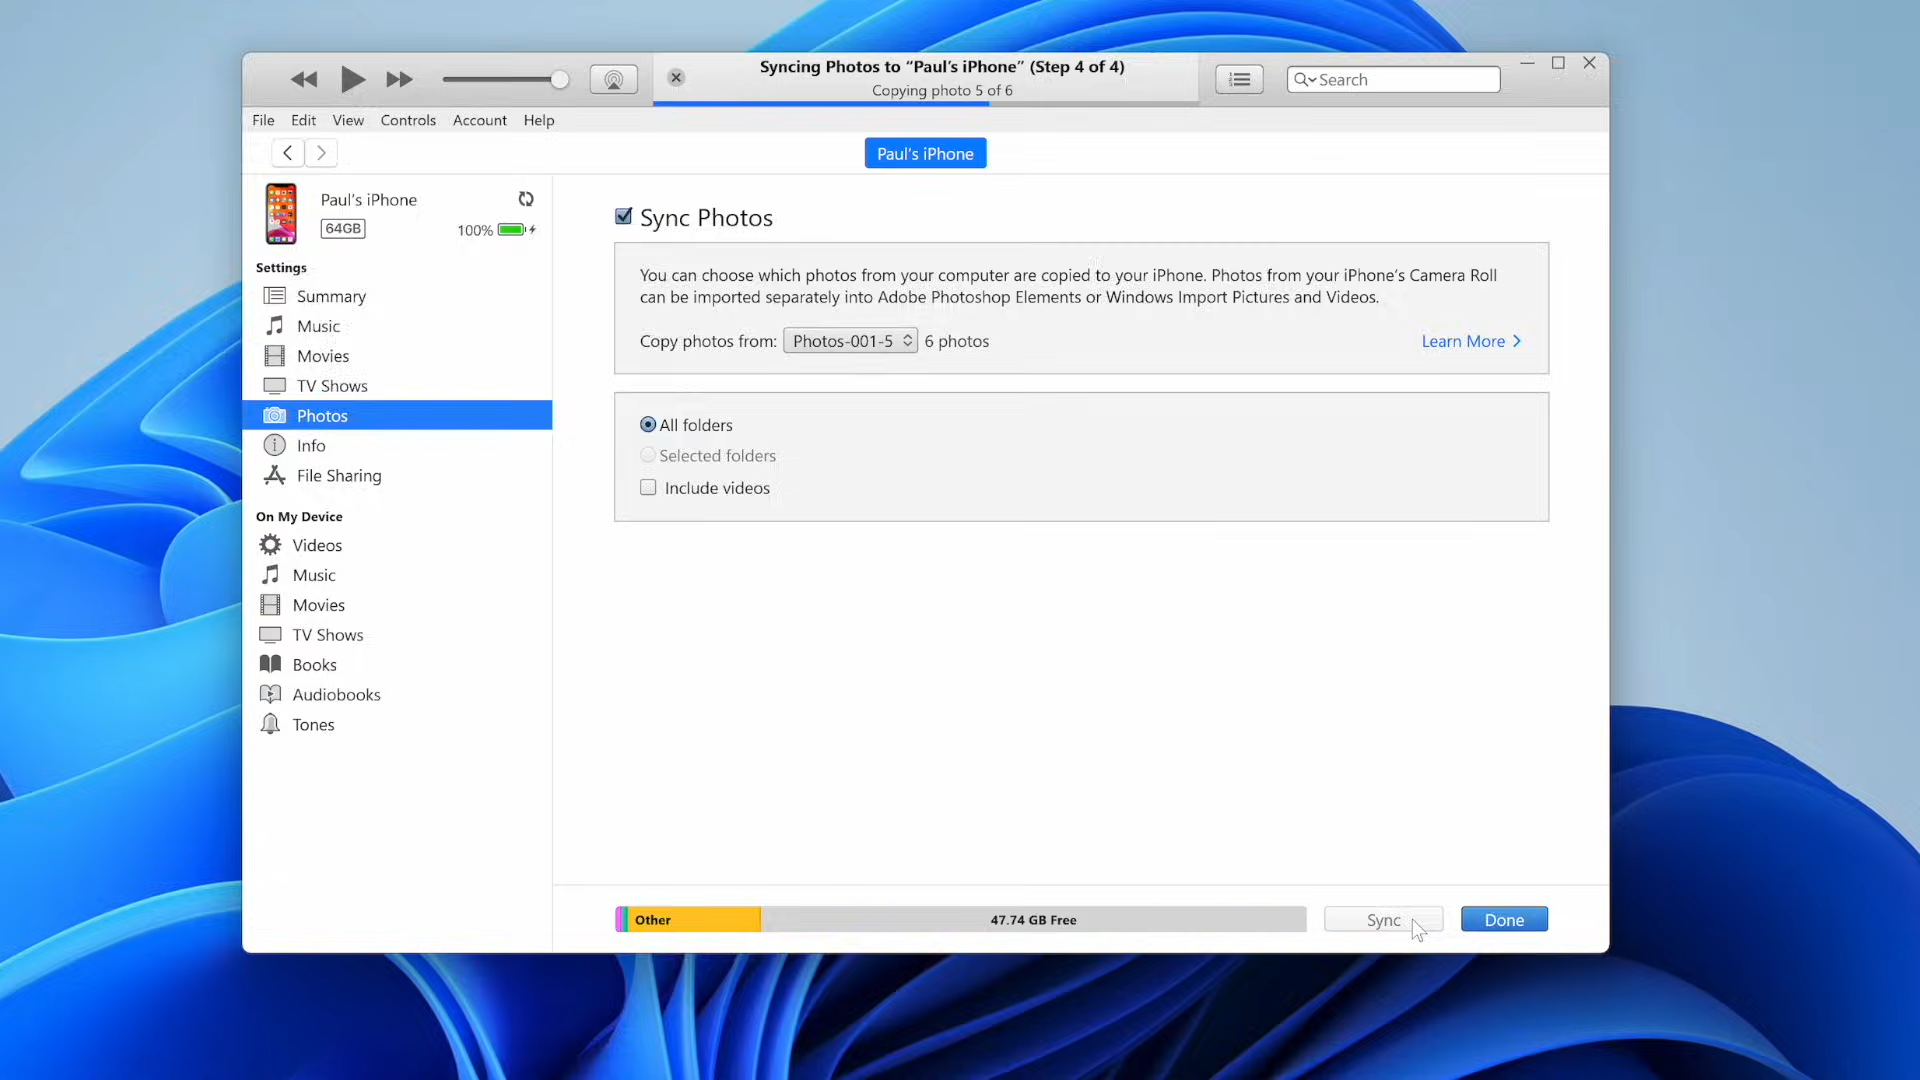 Syncing Photos to “Paul’s iPhone” (Step 4 of 4)
Copying photo 5 of 6
Search
File Edit View Controls Account Help
Paul’s iPhone
Paul’s iPhone
64GB
100%
Settings
Summary
Music
Movies
TV Shows
Photos
Info
File Sharing
On My Device
Videos
Music
Movies
TV Shows
Books
Audiobooks
Tones
Sync Photos
You can choose which photos from your computer are copied to your iPhone. Photos from your iPhone’s Camera Roll
can be imported separately into Adobe Photoshop Elements or Windows Import Pictures and Videos.
Copy photos from: Photos-001-5 6 photos
Learn More
All folders
Selected folders
Include videos
Other
47.74 GB Free
Sync
Done